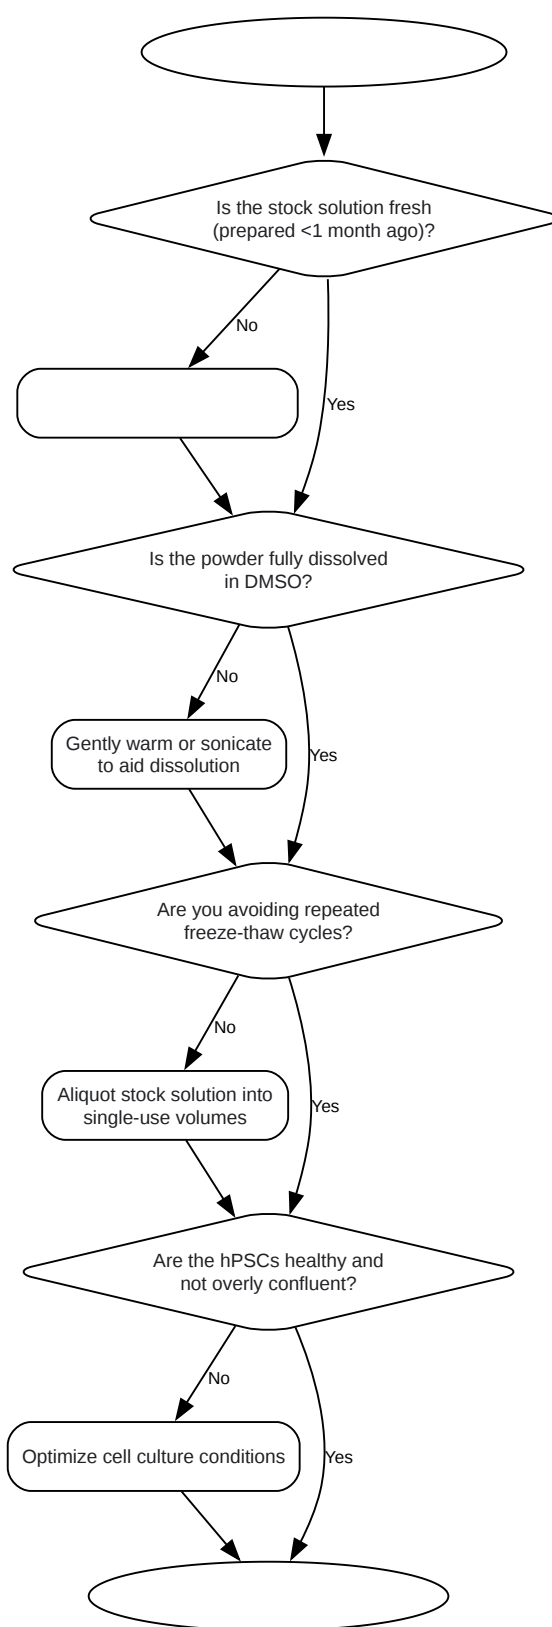 Is the stock solution fresh
(prepared <1 month ago)?
No
Yes
Is the powder fully dissolved
in DMSO?
No
Gently warm or sonicate
to aid dissolution
Yes
Are you avoiding repeated
freeze-thaw cycles?
No
Aliquot stock solution into
single-use volumes
Yes
Are the hPSCs healthy and
not overly confluent?
No
Optimize cell culture conditions
Yes